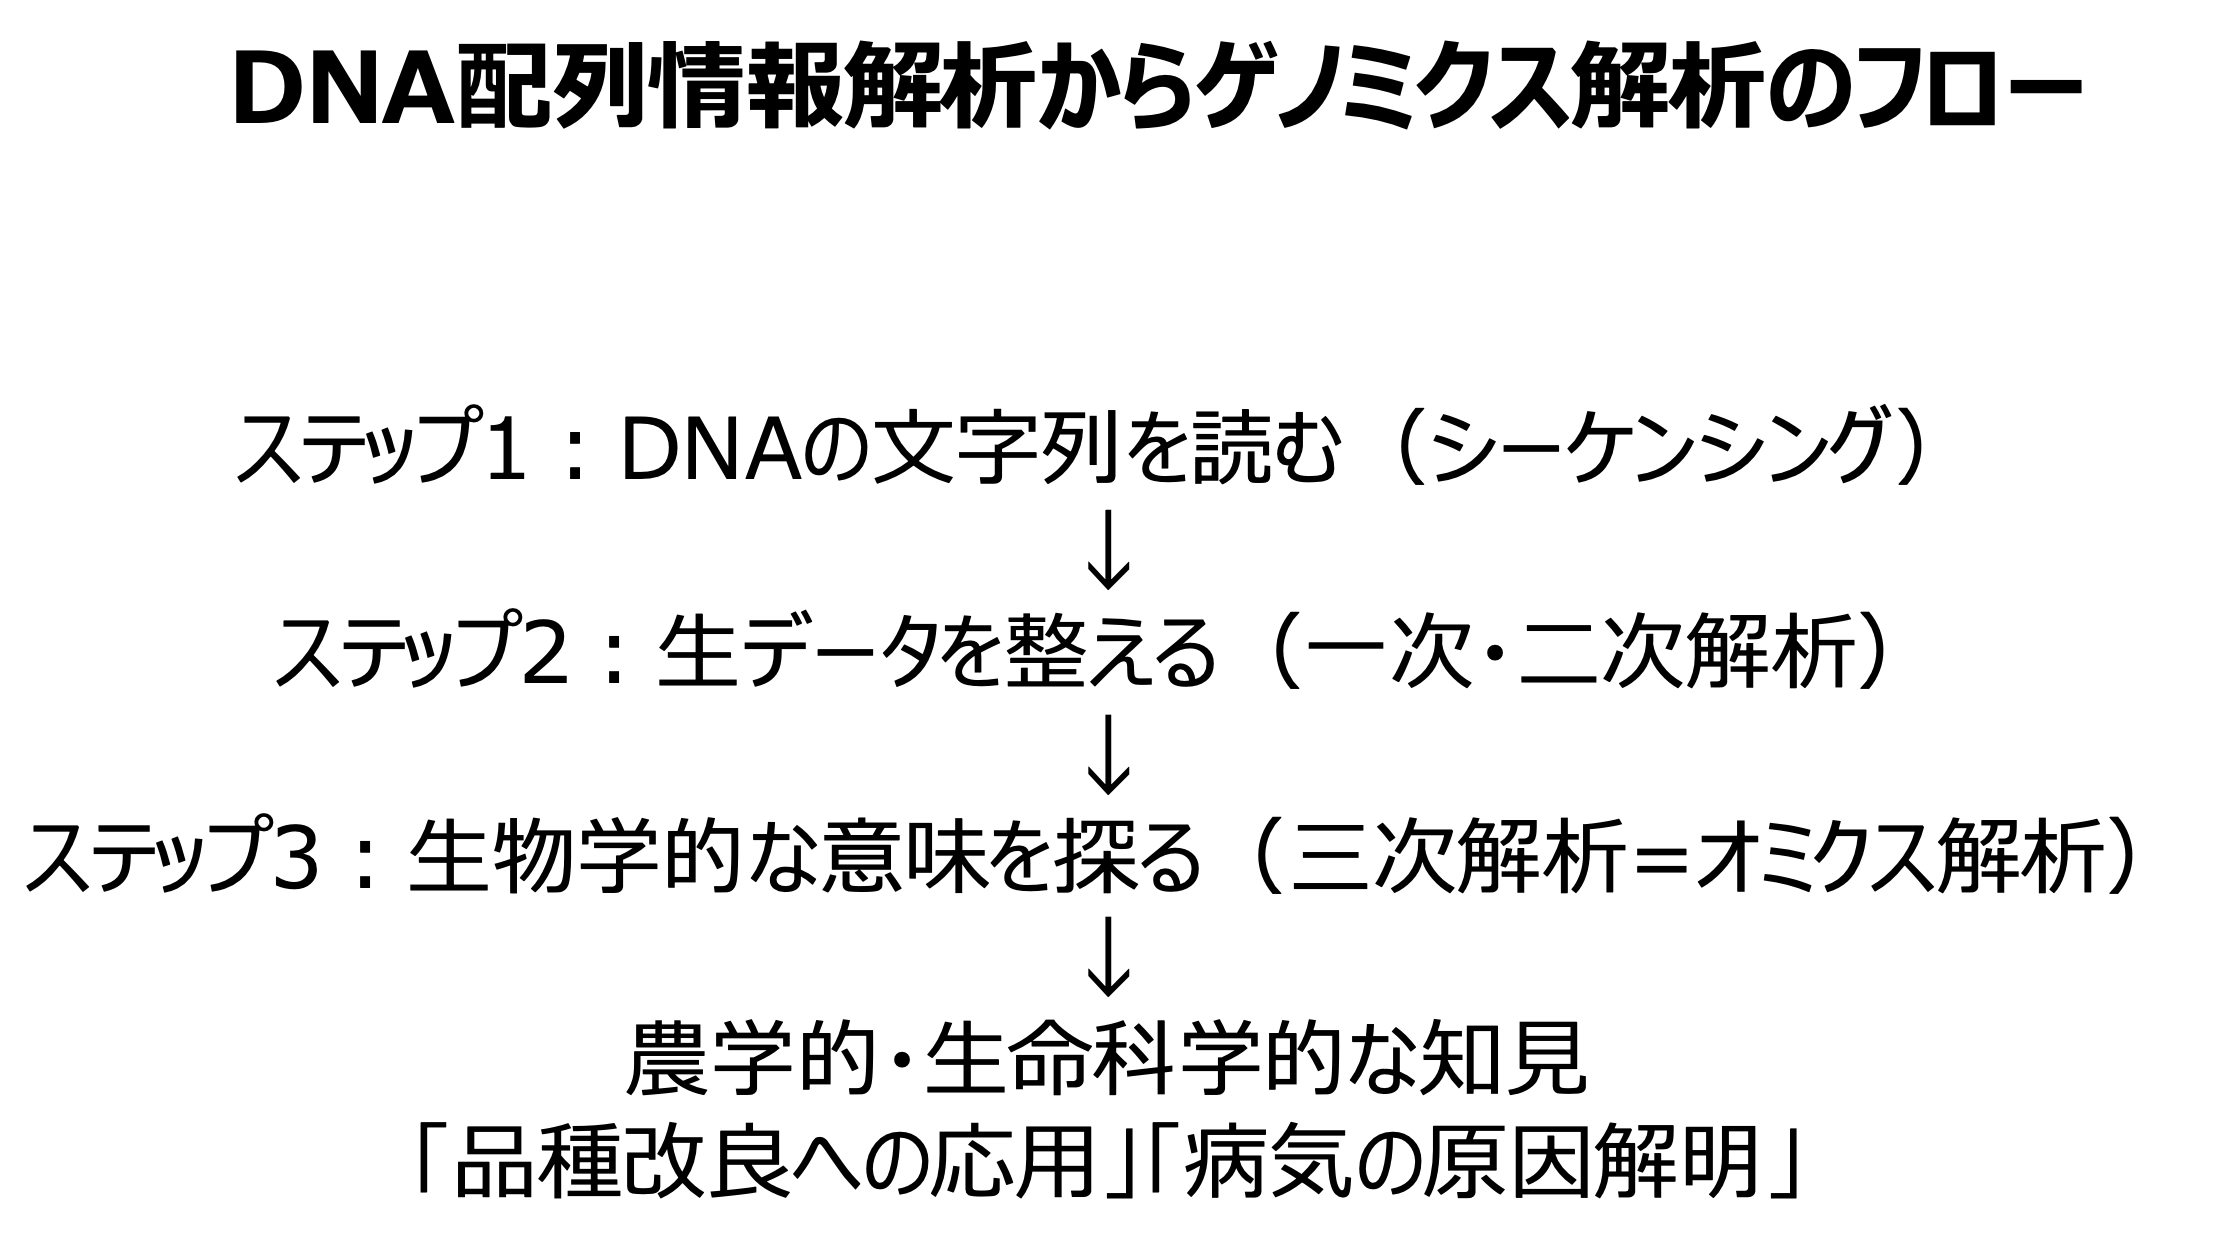 DNA配列情報解析からゲノミクス解析のフロー
ステップ1：DNAの文字列を読む（シーケンシング）
↓
ステップ2：生データを整える（一次・二次解析）
↓
ステップ3：生物学的な意味を探る（三次解析=オミクス解析）
↓
農学的・生命科学的な知見
「品種改良への応用」「病気の原因解明」